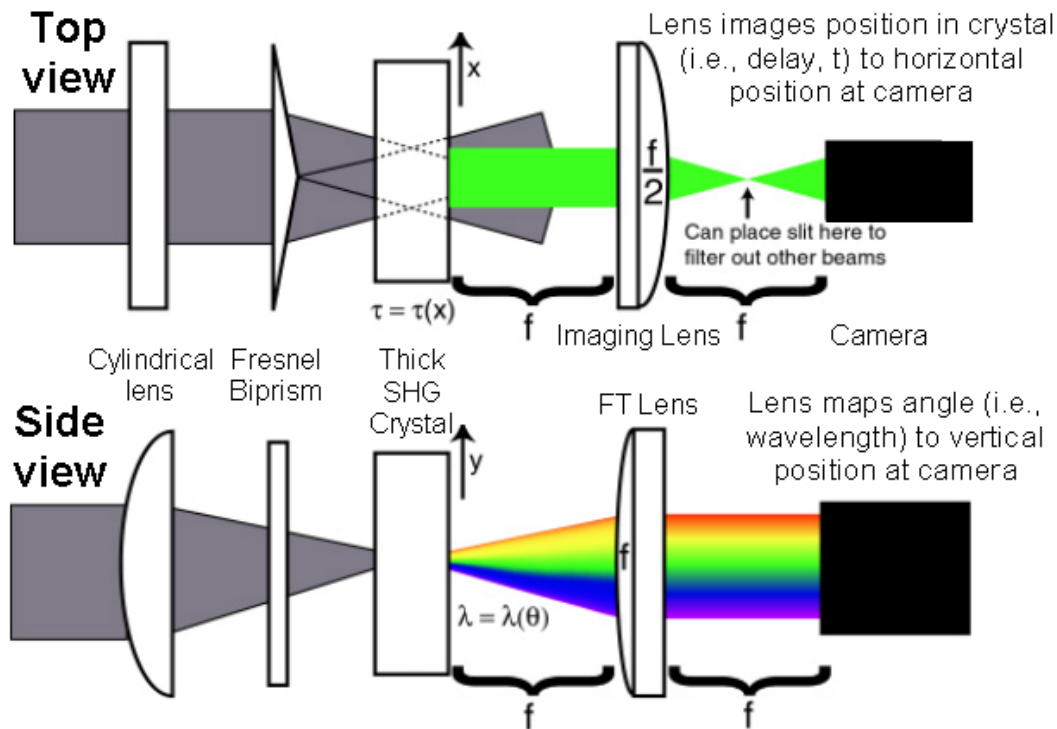 Top
view
Lens images position in crystal
(i.e., delay, t) to horizontal
position at camera
x
f
2
Can place slit here to
filter out other beams
τ = τ(x)
f
f
Imaging Lens
Camera
Cylindrical
lens
Fresnel
Biprism
Thick
SHG
Crystal
FT Lens
Side
view
Lens maps angle (i.e.,
wavelength) to vertical
position at camera
y
f
λ = λ(θ)
f
f